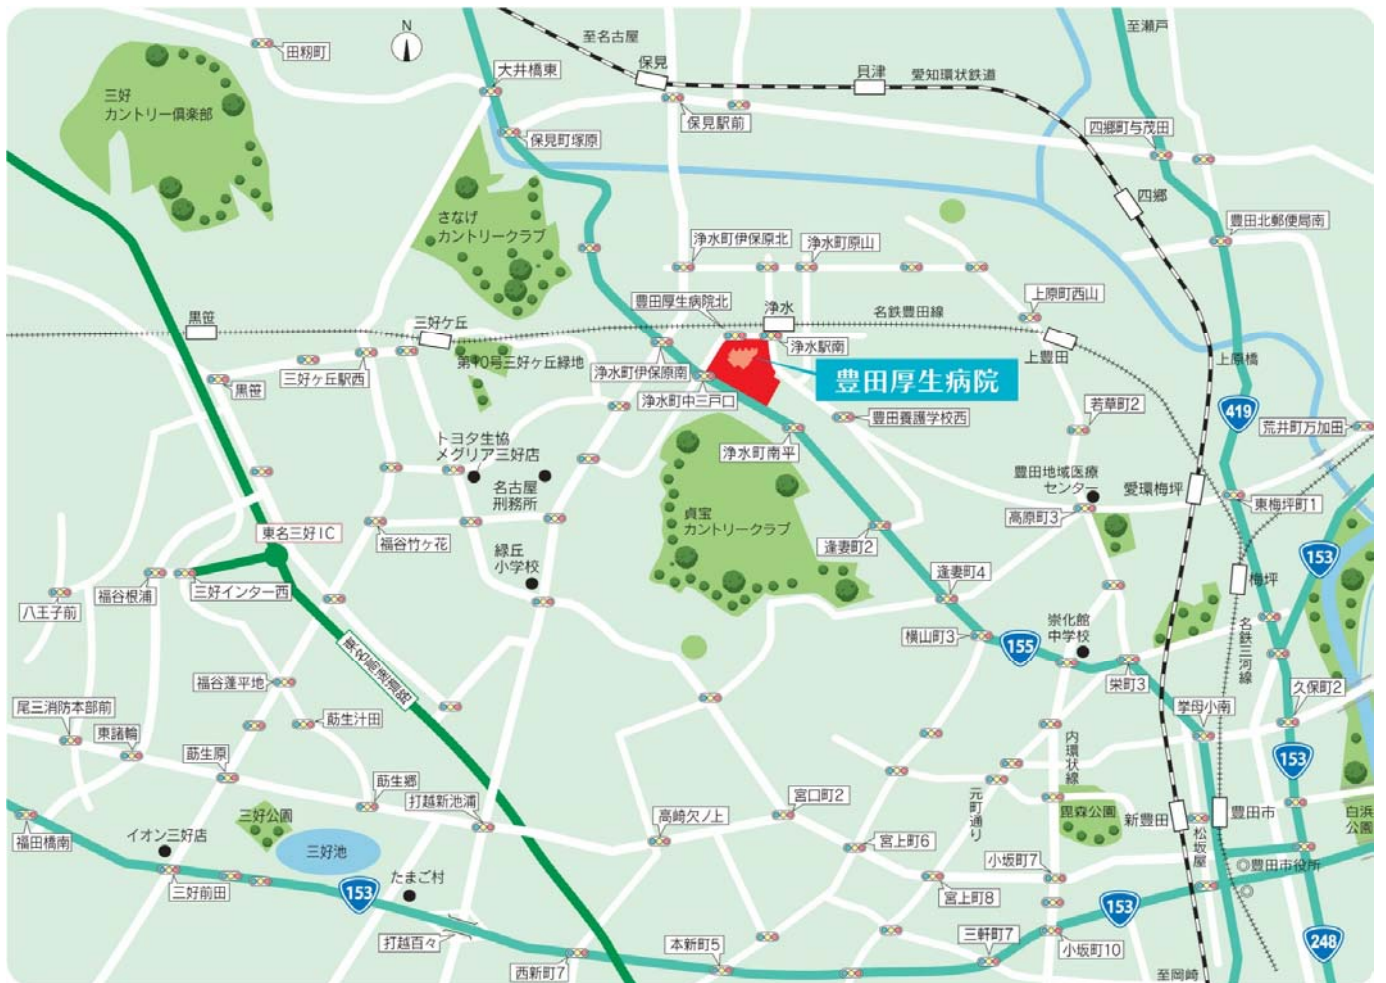 N
至名古屋
至瀬戸
田籾町
大井橋東
保見
貝津
愛知環状鉄道
三好
カントリー倶楽部
保見町塚原
保見駅前
四郷町与茂田
四郷
さなげ
カントリークラブ
浄水町伊保原北
浄水町原山
豊田北郵便局南
豊田厚生病院北
浄水
名鉄豊田線
上原町西山
黒笹
三好ケ丘
浄水駅南
上豊田
上原橋
黒笹
三好ヶ丘駅西
第10号三好ヶ丘緑地
浄水町伊保原南
豊田厚生病院
浄水町中三戸口
豊田養護学校西
若草町2
419
荒井町万加田
トヨタ生協
メグリア三好店
浄水町南平
名古屋
刑務所
豊田地域医療
センター
愛環梅坪
東梅坪町1
高原町3
東名三好IC
福谷竹ヶ花
貞宝
カントリークラブ
逢妻町2
153
緑丘
小学校
梅坪
八王子前
福谷根浦
三好インター西
逢妻町4
崇化館
中学校
横山町3
155
名鉄三河線
東名高速道路
福谷蓬平地
栄町3
久保町2
尾三消防本部前
莇生汁田
挙母小南
東諸輪
莇生原
内環状線
153
莇生郷
打越新池浦
元町通り
三好公園
高崎欠ノ上
宮口町2
毘森公園
新豊田
豊田市
白浜
公園
福田橋南
イオン三好店
三好池
宮上町6
松坂屋
小坂町7
豊田市役所
三好前田
153
たまご村
宮上町8
153
打越百々
本新町5
三軒町7
小坂町10
248
西新町7
至岡崎